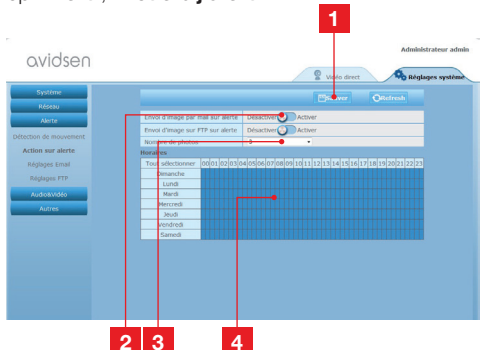 1
Administrateur admin
avidsen
Vidéo direct
Réglages système
Système
Refresh
Réseau
Alerte
Envoi d'image par mail sur alerte Désactiver Activer
Détection de mouvement
Envoi d'image sur FTP sur alerte Désactiver Activer
Action sur alerte
Nombre de photos 3
Horaires
Réglages Email
Tout sélectionner 00 01 02 03 04 05 06 07 08 09 10 11 12 13 14 15 16 17 18 19 20 21 22 23
Réglages FTP
Dimanche
Lundi
Audio&Vidéo
Mardi
Autres
Mercredi
Jeudi
Vendredi
Samedi
2 3 4